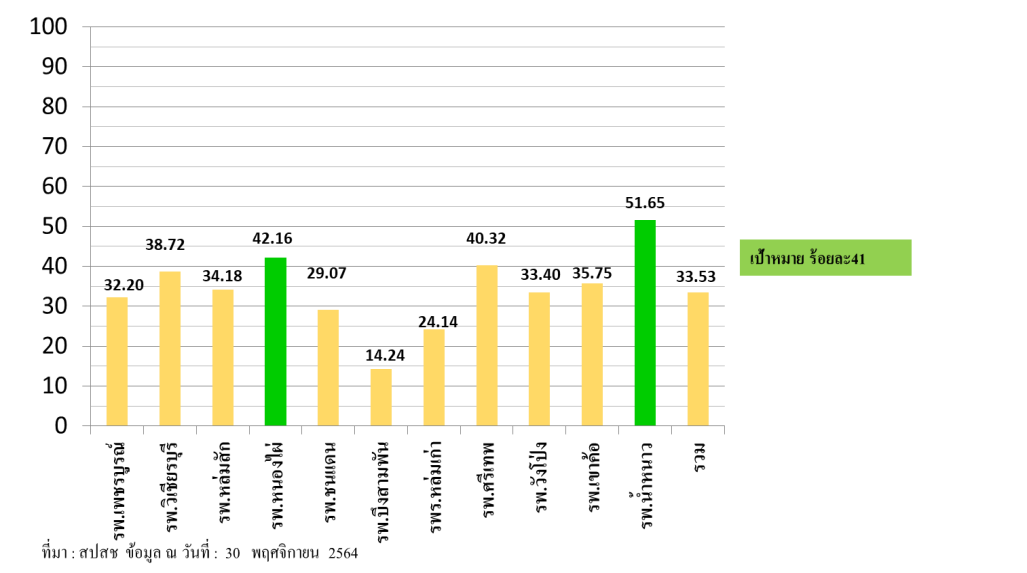 100
90
80
70
60
50
40
30
20
10
0
32.20
38.72
34.18
42.16
29.07
14.24
24.14
40.32
33.40
35.75
51.65
33.53
เป้าหมาย ร้อยละ41
รพ.เพชรบูรณ์
รพ.วิเชียรบุรี
รพ.หล่มสัก
รพ.หนองไผ่
รพ.ชนแดน
รพ.บึงสามพัน
รพร.หล่มเก่า
รพ.ศรีเทพ
รพ.วังโป่ง
รพ.เขาค้อ
รพ.น้ำหนาว
รวม
ที่มา : สปสช ข้อมูล ณ วันที่ : 30 พฤศจิกายน 2564